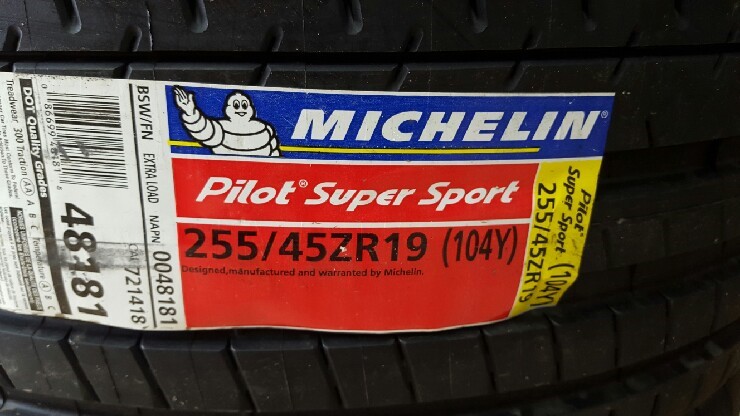 MICHELIN®
Pilot® Super Sport
255/45ZR19 (104Y)
Designed, manufactured and warranted by Michelin.
Pilot®
Super Sport (104Y)
255/45ZR19
BSW/FN EXTRA LOAD NAPN 0048181
CAI 721418
48181
DOT Quality Grades
Treadwear 300 Traction (AA) A B C Temperature (A) B C